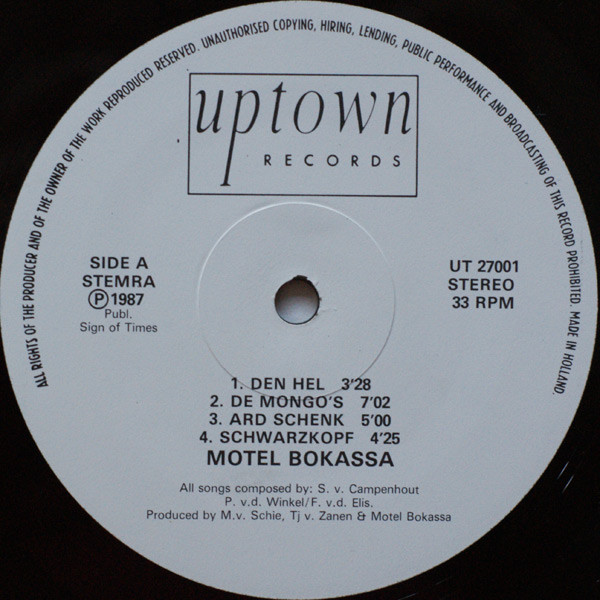 ALL RIGHTS OF THE PRODUCER AND OF THE OWNER OF THE WORK REPRODUCED RESERVED. UNAUTHORISED COPYING, HIRING, LENDING, PUBLIC PERFORMANCE AND BROADCASTING OF THIS RECORD PROHIBITED. MADE IN HOLLAND.
uptown
RECORDS
SIDE A
STEMRA
Ⓟ1987
Publ.
Sign of Times
UT 27001
STEREO
33 RPM
1. DEN HEL 3'28
2. DE MONGO'S 7'02
3. ARD SCHENK 5'00
4. SCHWARZKOPF 4'25
MOTEL BOKASSA
All songs composed by: S. v. Campenhout
P. v.d. Winkel/F. v.d. Elis.
Produced by M.v. Schie, Tj v. Zanen & Motel Bokassa